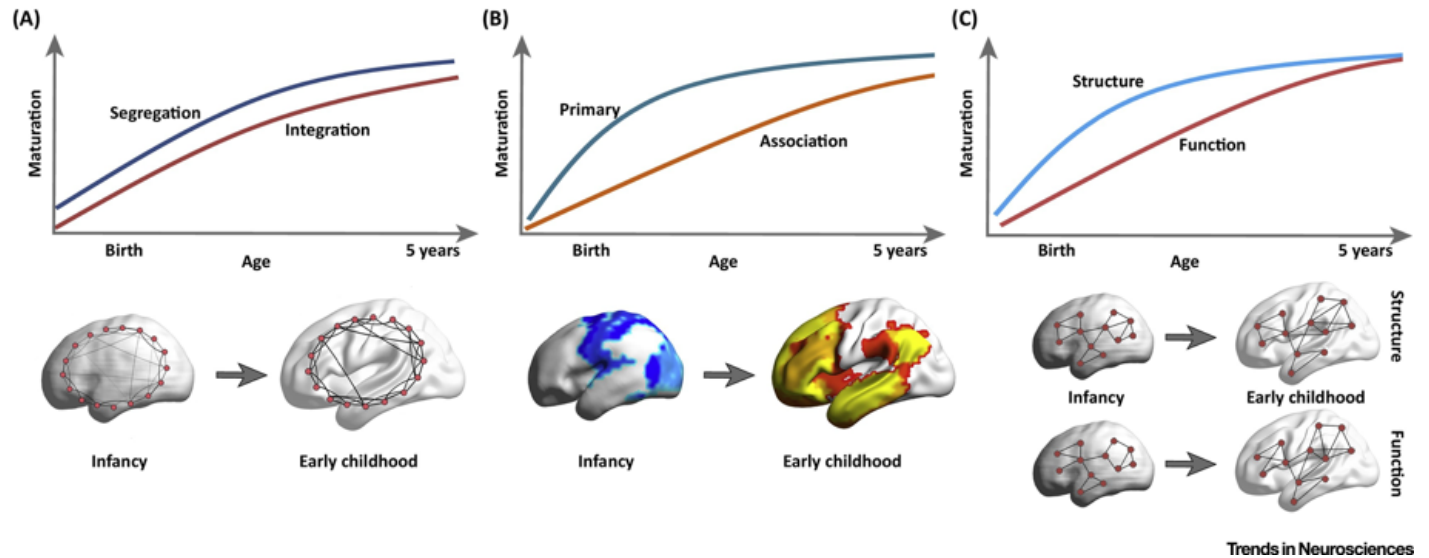 (A)
Maturation
Segregation
Integration
Birth
5 years
Age
Infancy
Early childhood
(B)
Maturation
Primary
Association
Birth
5 years
Age
Infancy
Early childhood
(C)
Maturation
Structure
Function
Birth
5 years
Age
Structure
Infancy
Early childhood
Function
Trends in Neurosciences